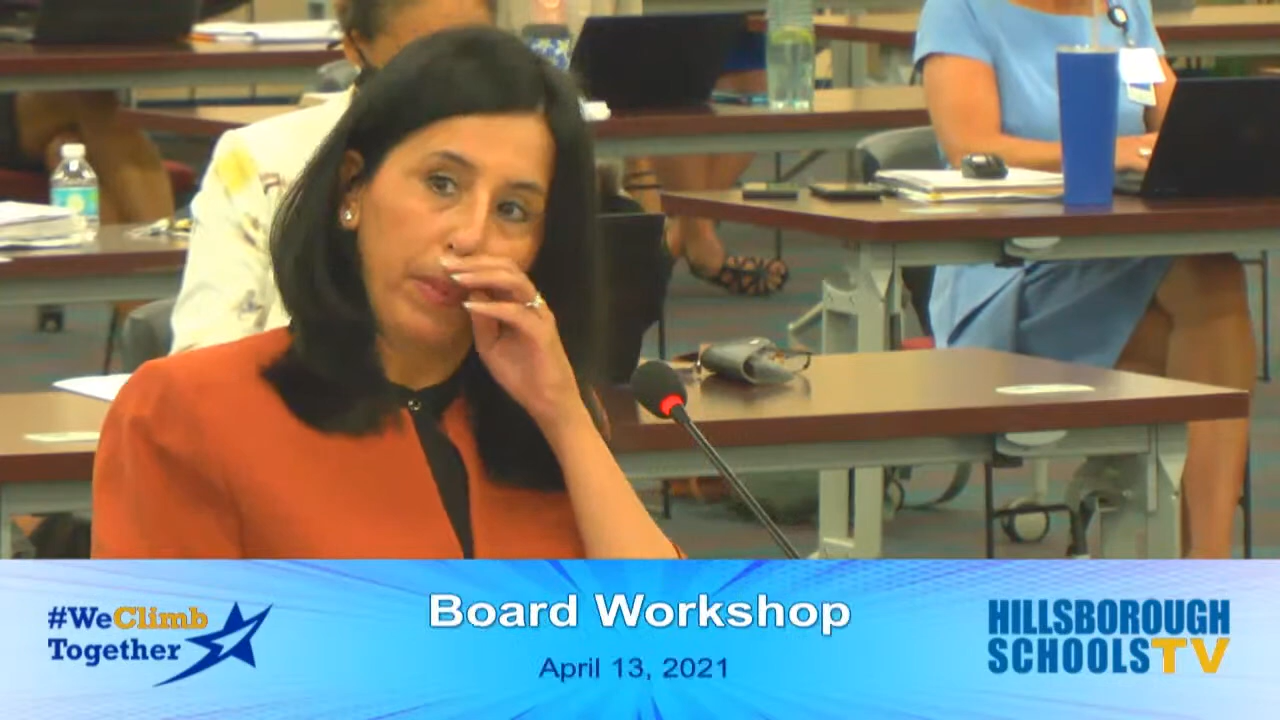 #WeClimb
Together
Board Workshop
April 13, 2021
HILLSBOROUGH
SCHOOLSTV